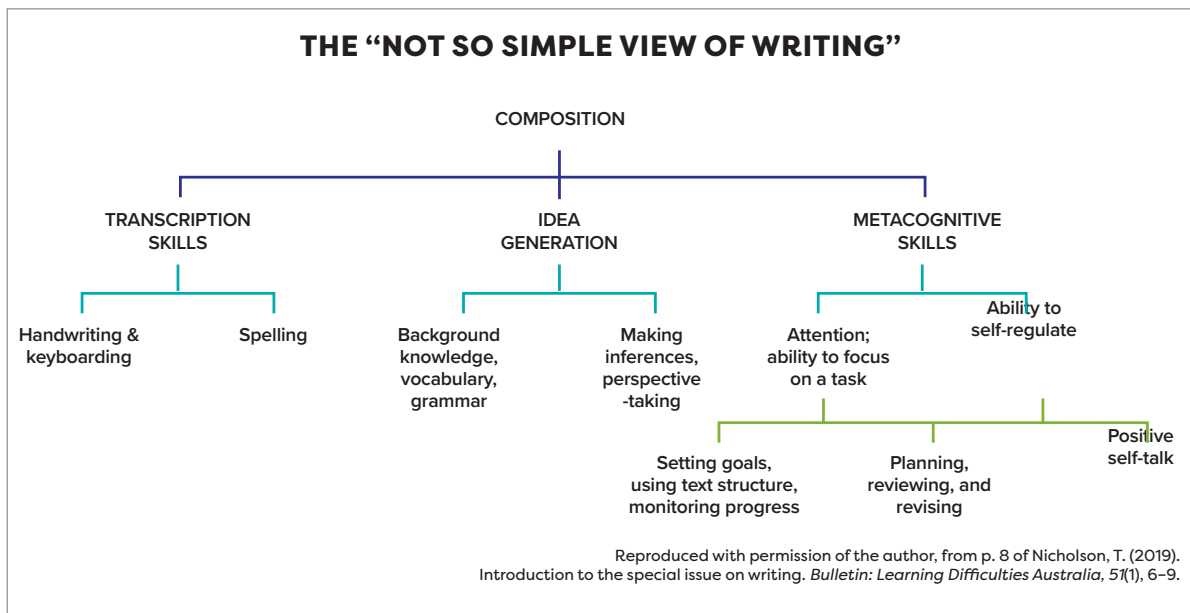 THE “NOT SO SIMPLE VIEW OF WRITING”
COMPOSITION
TRANSCRIPTION
SKILLS
IDEA
GENERATION
METACOGNITIVE
SKILLS
Handwriting &
keyboarding
Spelling
Background
knowledge,
vocabulary,
grammar
Making
inferences,
perspective
-taking
Attention;
ability to focus
on a task
Ability to
self-regulate
Setting goals,
using text structure,
monitoring progress
Planning,
reviewing, and
revising
Positive
self-talk
Reproduced with permission of the author, from p. 8 of Nicholson, T. (2019).
Introduction to the special issue on writing. Bulletin: Learning Difficulties Australia, 51(1), 6–9.